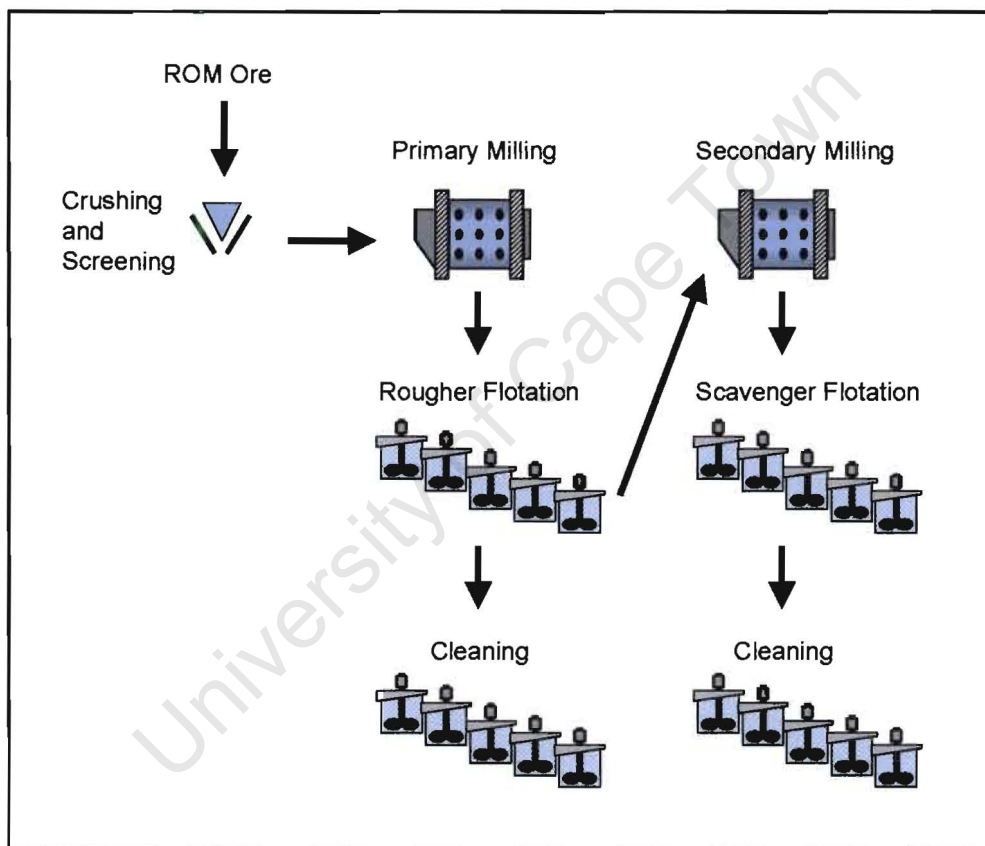 ROM Ore
Crushing
and
Screening
Primary Milling
Secondary Milling
Rougher Flotation
Scavenger Flotation
Cleaning
Cleaning
University of Cape Town